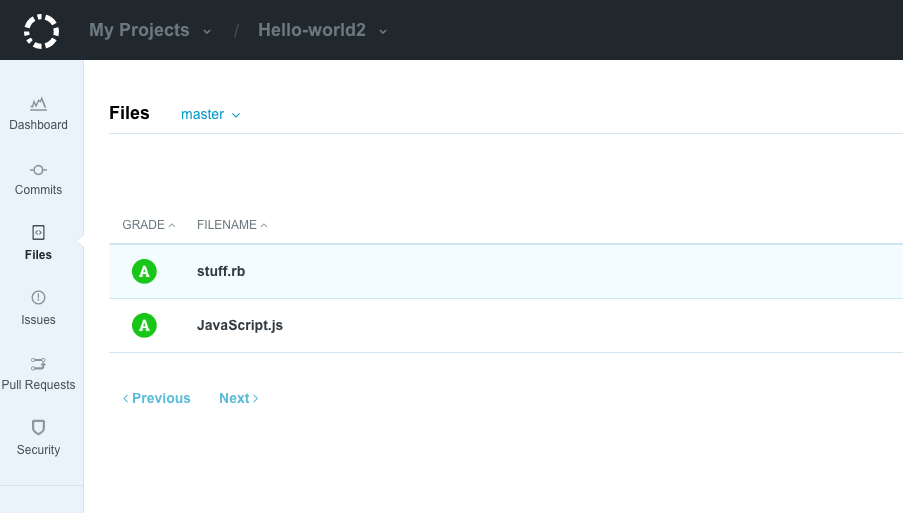 My Projects / Hello-world2
Files master
Dashboard
Commits
Files
Issues
Pull Requests
Security
GRADE FILENAME
A stuff.rb
A JavaScript.js
Previous Next